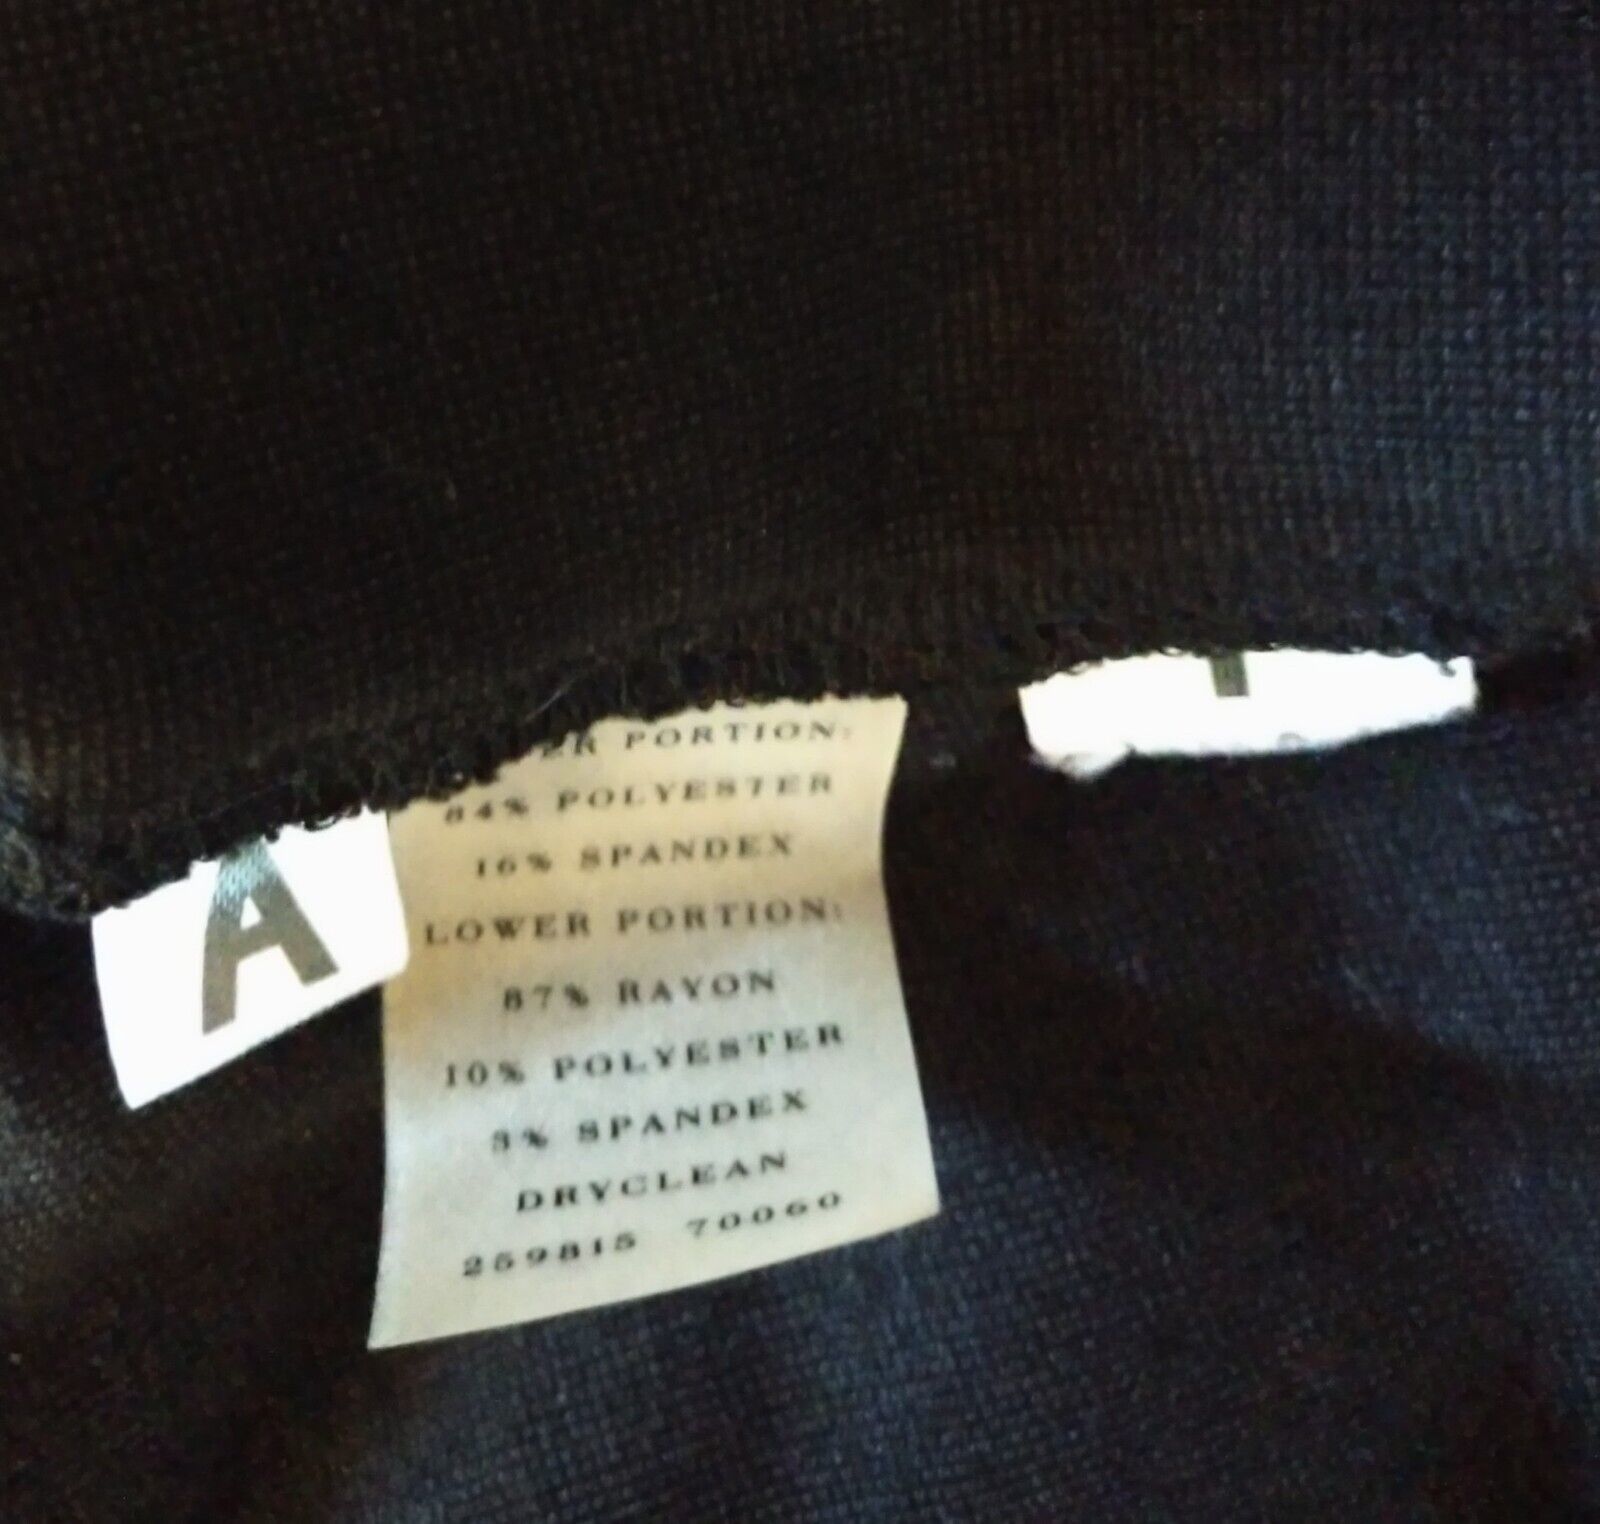 PORTION:
84% POLYESTER
16% SPANDEX
LOWER PORTION:
87% RAYON
10% POLYESTER
3% SPANDEX
DRYCLEAN
259815 70060
A